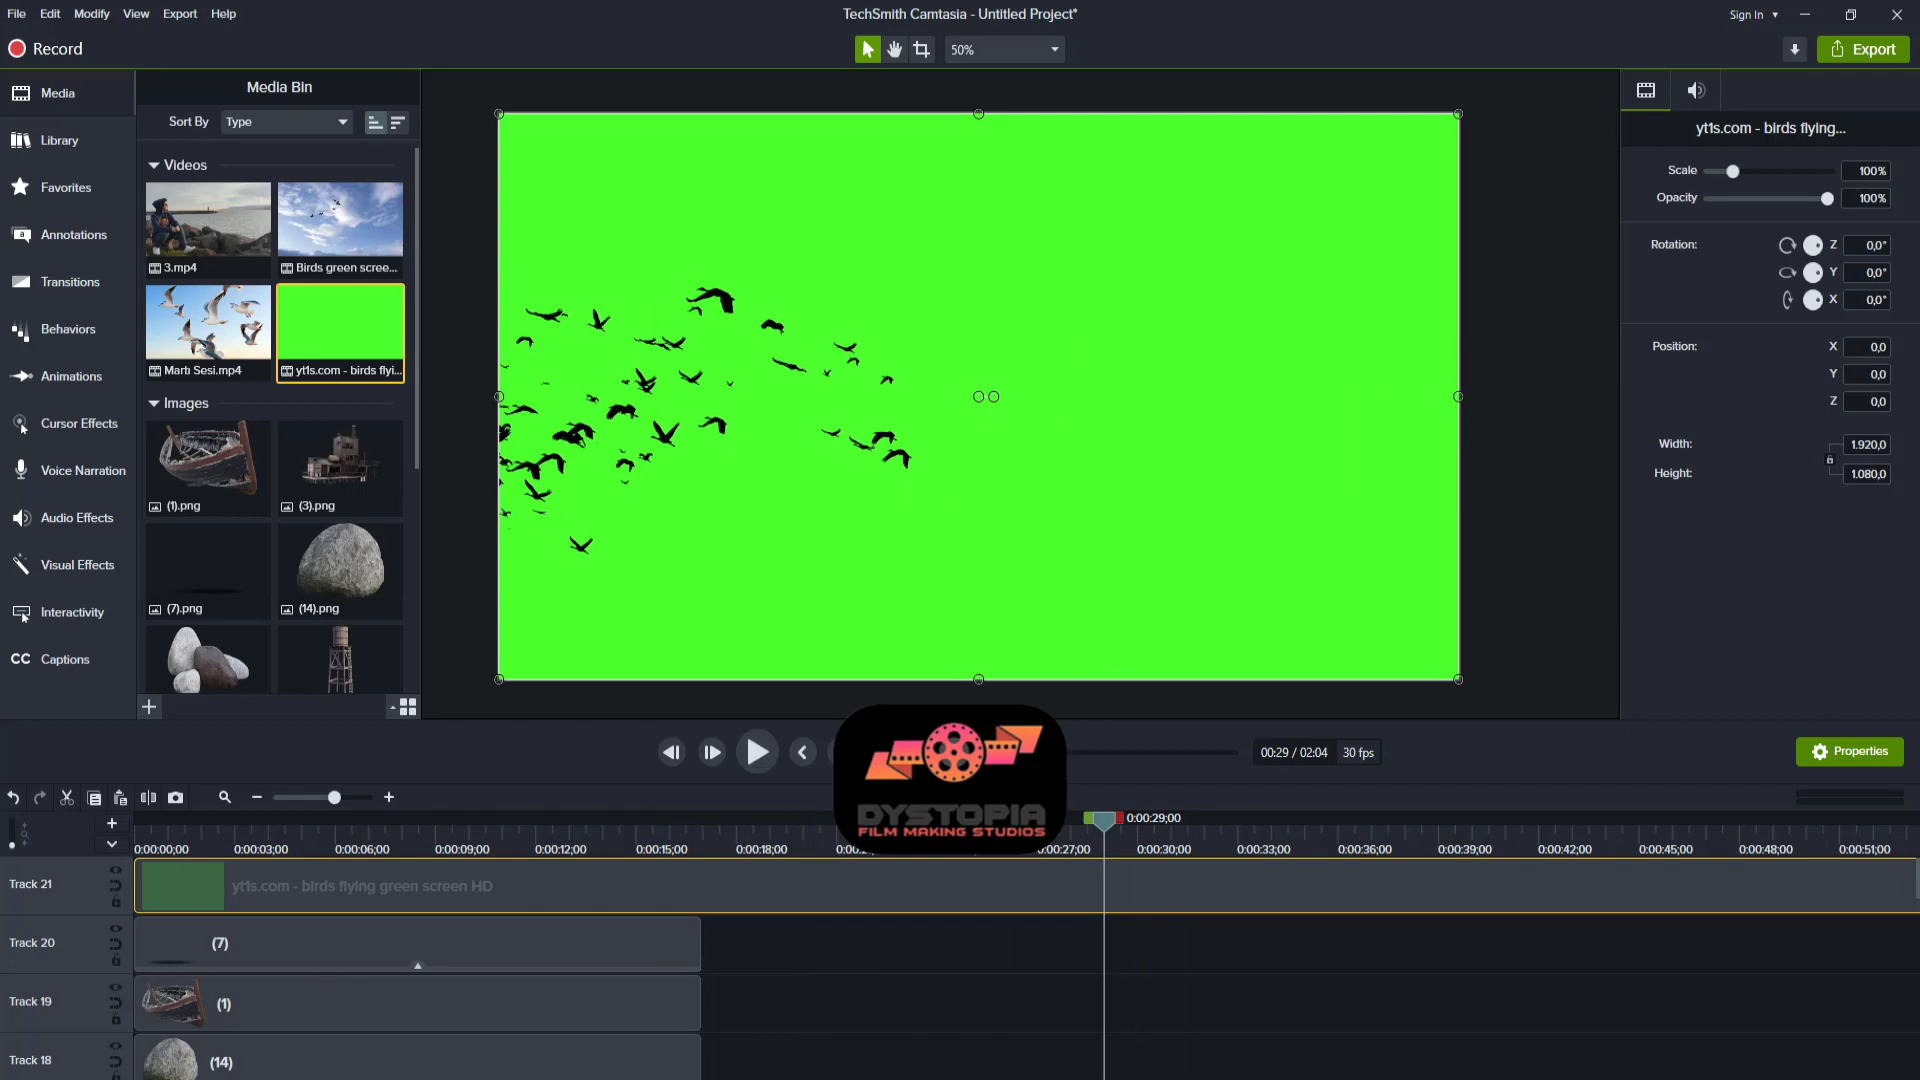 File Edit Modify View Export Help
TechSmith Camtasia - Untitled Project*
Sign In
Record
50%
Export
Media
Library
Favorites
Annotations
Transitions
Behaviors
Animations
Cursor Effects
Voice Narration
Audio Effects
Visual Effects
Interactivity
CC Captions
Media Bin
Sort By Type
Videos
3.mp4 Birds green scree...
Martı Sesi.mp4 yt1s.com - birds flyi...
Images
(1).png (3).png
(7).png (14).png
yt1s.com - birds flying...
Scale 100%
Opacity 100%
Rotation: Z 0,0°
Y 0,0°
X 0,0°
Position: X 0,0
Y 0,0
Z 0,0
Width: 1.920,0
Height: 1.080,0
00:29 / 02:04 30 fps
Properties
DYSTOPIA
FILM MAKING STUDIOS
0:00:29;00
0:00:00;00 0:00:03;00 0:00:06;00 0:00:09;00 0:00:12;00 0:00:15;00 0:00:18;00 0:00:27;00 0:00:30;00 0:00:33;00 0:00:36;00 0:00:39;00 0:00:42;00 0:00:45;00 0:00:48;00 0:00:51;00
Track 21 yt1s.com - birds flying green screen HD
Track 20 (7)
Track 19 (1)
Track 18 (14)